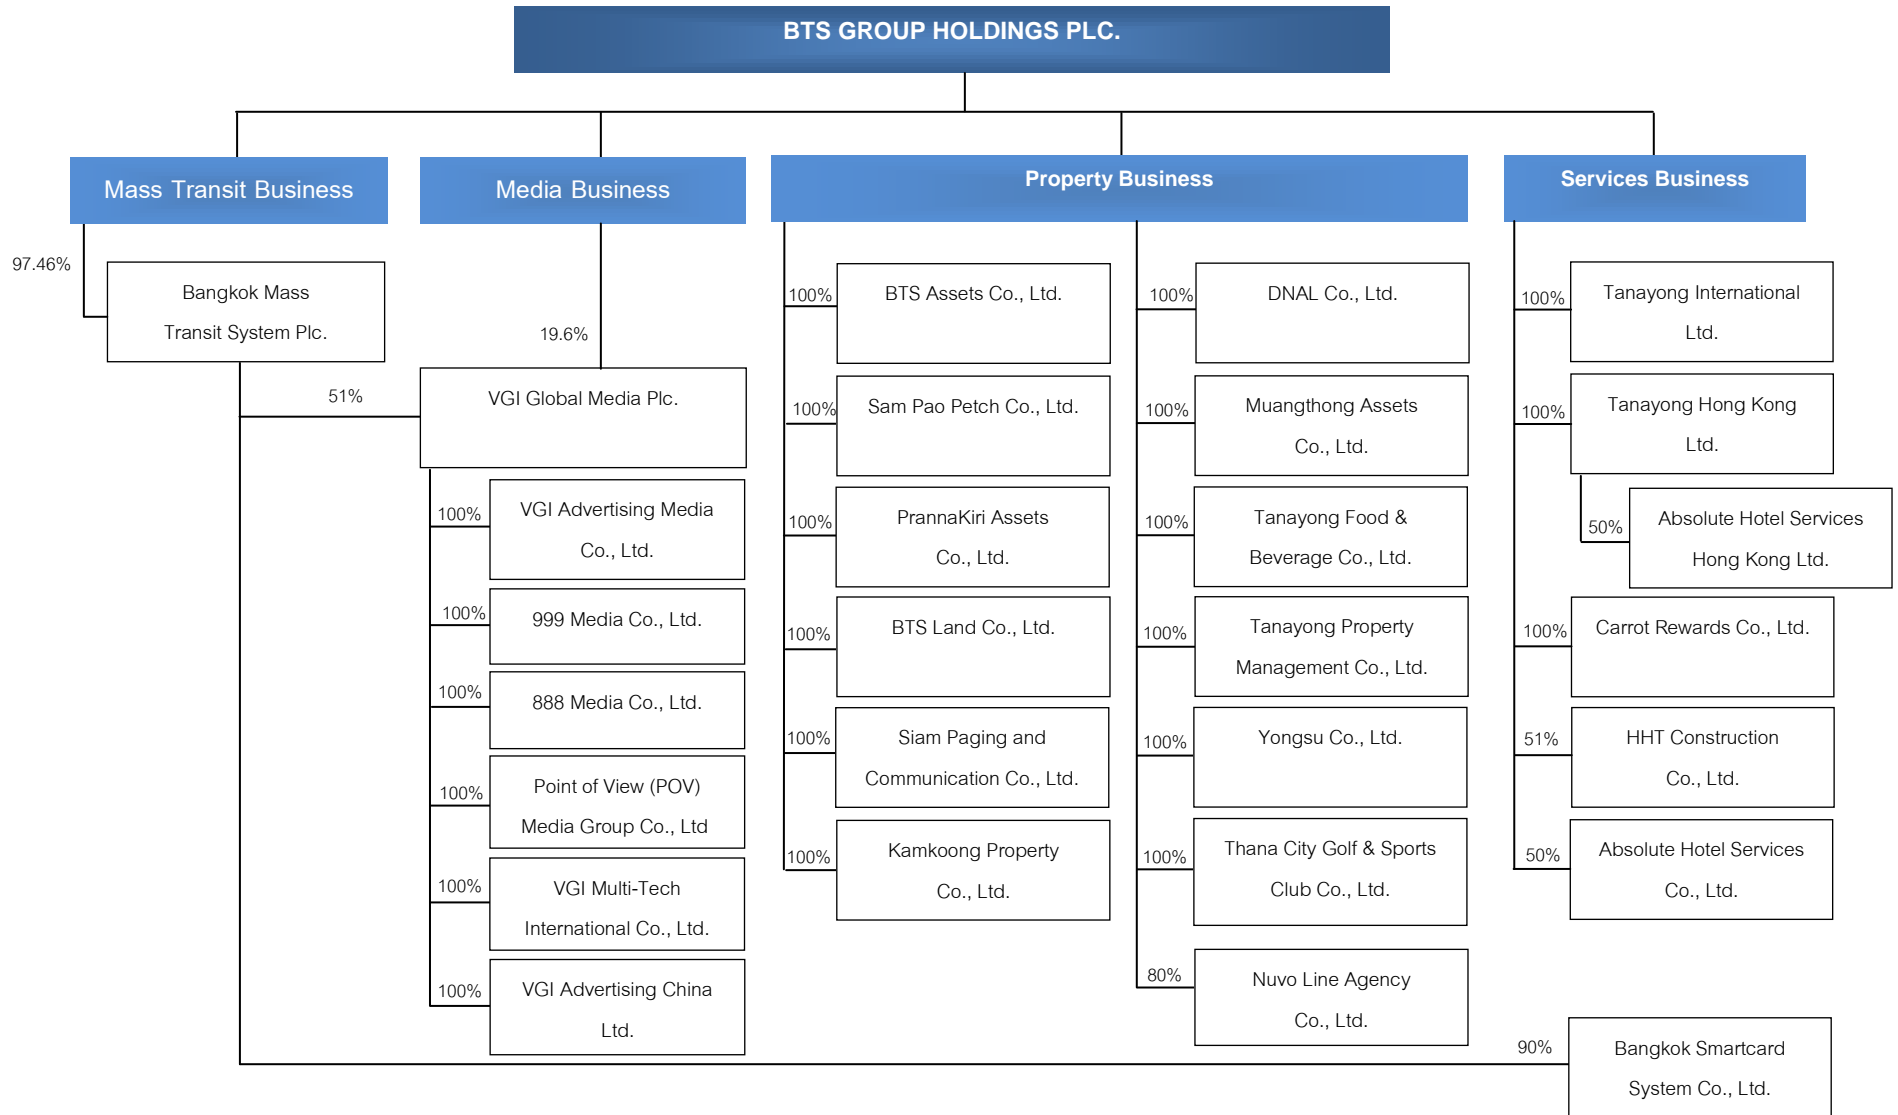 BTS GROUP HOLDINGS PLC.
Mass Transit Business
97.46%
Bangkok Mass
Transit System Plc.
Media Business
19.6%
51%
VGI Global Media Plc.
100%
VGI Advertising Media
Co., Ltd.
100%
999 Media Co., Ltd.
100%
888 Media Co., Ltd.
100%
Point of View (POV)
Media Group Co., Ltd
100%
VGI Multi-Tech
International Co., Ltd.
100%
VGI Advertising China
Ltd.
Property Business
100%
BTS Assets Co., Ltd.
100%
Sam Pao Petch Co., Ltd.
100%
PrannaKiri Assets
Co., Ltd.
100%
BTS Land Co., Ltd.
100%
Siam Paging and
Communication Co., Ltd.
100%
Kamkoong Property
Co., Ltd.
100%
DNAL Co., Ltd.
100%
Muangthong Assets
Co., Ltd.
100%
Tanayong Food &
Beverage Co., Ltd.
100%
Tanayong Property
Management Co., Ltd.
100%
Yongsu Co., Ltd.
100%
Thana City Golf & Sports
Club Co., Ltd.
80%
Nuvo Line Agency
Co., Ltd.
Services Business
100%
Tanayong International
Ltd.
100%
Tanayong Hong Kong
Ltd.
50%
Absolute Hotel Services
Hong Kong Ltd.
100%
Carrot Rewards Co., Ltd.
51%
HHT Construction
Co., Ltd.
50%
Absolute Hotel Services
Co., Ltd.
90%
Bangkok Smartcard
System Co., Ltd.